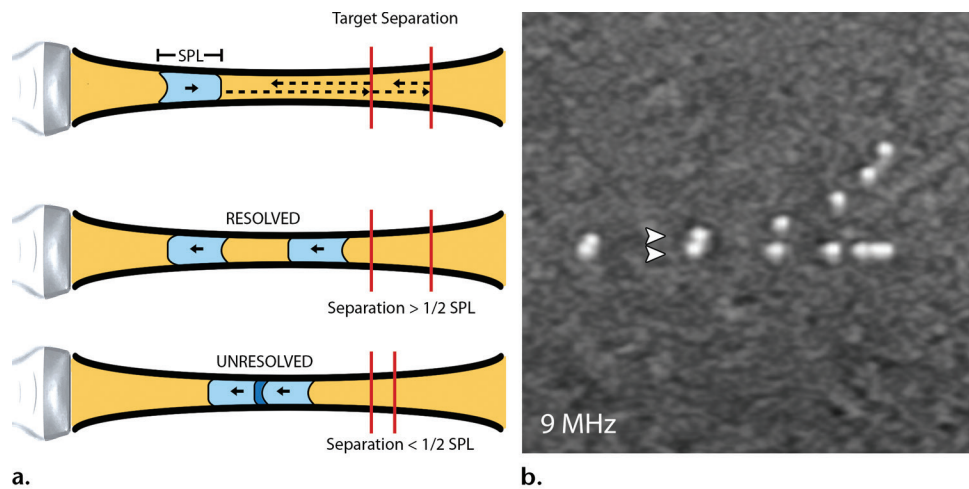 Target Separation
SPL
RESOLVED
Separation > 1/2 SPL
UNRESOLVED
Separation < 1/2 SPL
9 MHz
a.
b.